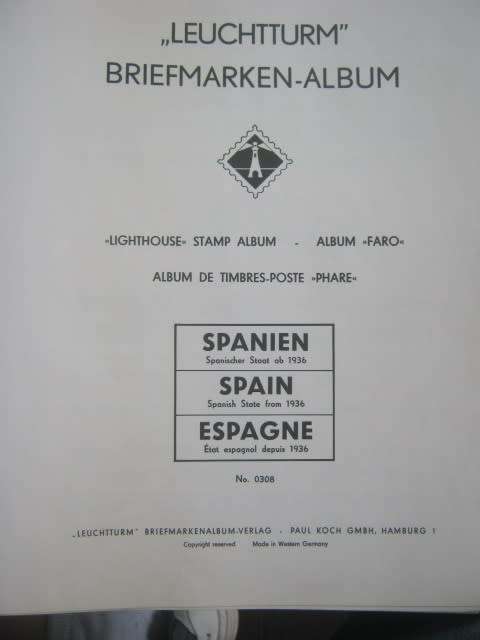 „LEUCHTTURM”
BRIEFMARKEN-ALBUM
»LIGHTHOUSE« STAMP ALBUM - ALBUM »FARO«
ALBUM DE TIMBRES-POSTE »PHARE«
SPANIEN
Spanischer Staat ab 1936
SPAIN
Spanish State from 1936
ESPAGNE
État espagnol depuis 1936
No. 0308
„LEUCHTTURM” BRIEFMARKENALBUM-VERLAG - PAUL KOCH GMBH, HAMBURG 1
Copyright reserved Made in Western Germany